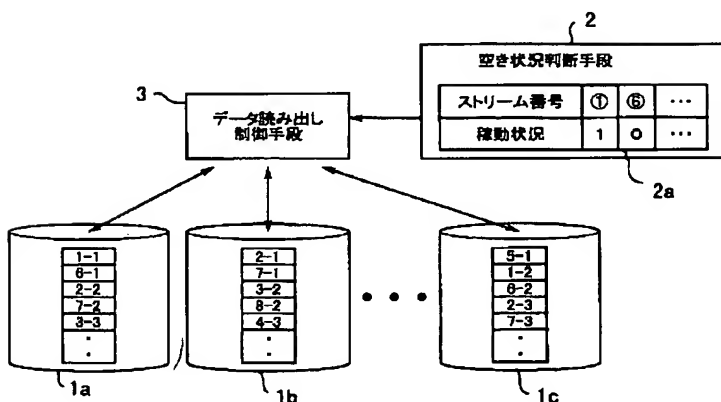 2
空き状況判断手段
ストリーム番号 ① ⑥ ・・・
稼動状況 1 0 ・・・
2a
3
データ読み出し
制御手段
1-1
6-1
2-2
7-2
3-3
・
・
1a
2-1
7-1
3-2
8-2
4-3
・
・
1b
・・・
5-1
1-2
6-2
2-3
7-3
・
・
1c